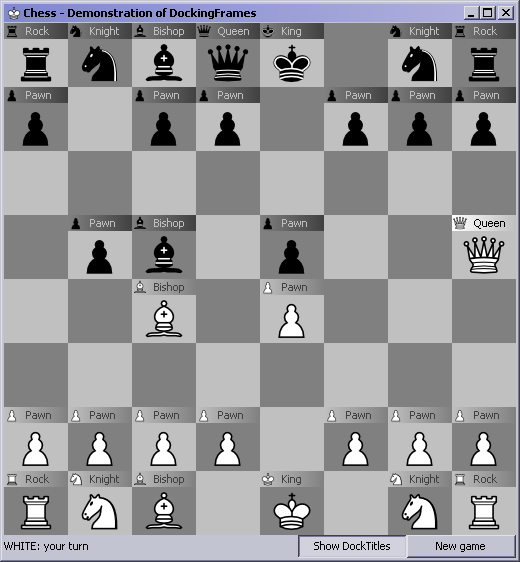 Chess - Demonstration of DockingFrames
Rock Knight Bishop Queen King Knight Rock
Pawn Pawn Pawn Pawn Pawn Pawn
Pawn Bishop Pawn Queen
Bishop Pawn
Pawn Pawn Pawn Pawn Pawn Pawn Pawn
Rock Knight Bishop King Knight Rock
WHITE: your turn Show DockTitles New game